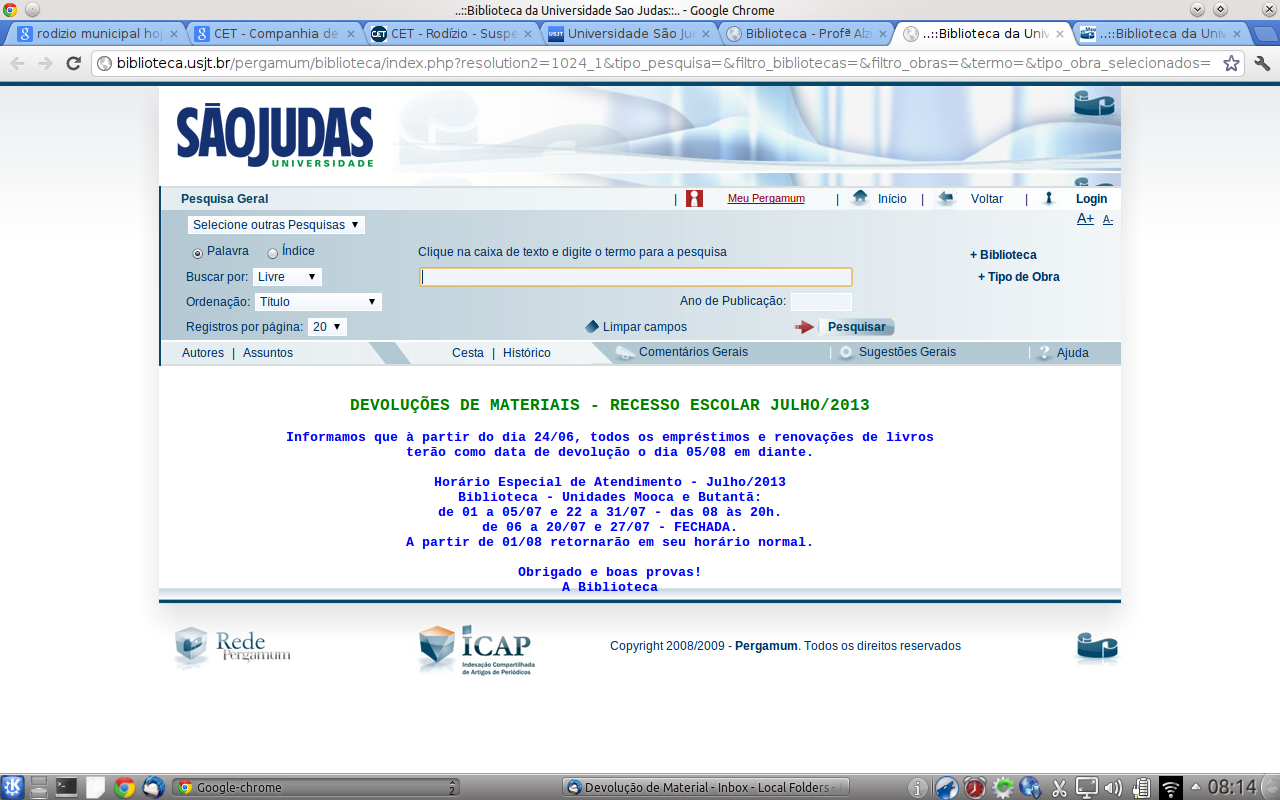 ..::Biblioteca da Universidade Sao Judas::.. - Google Chrome
rodizio municipal hoj
CET - Companhia de
CET - Rodízio - Suspe
Universidade São Ju
Biblioteca - Profª Alzi
..::Biblioteca da Univ
..::Biblioteca da Univ
biblioteca.usjt.br/pergamum/biblioteca/index.php?resolution2=1024_1&tipo_pesquisa=&filtro_bibliotecas=&filtro_obras=&termo=&tipo_obra_selecionados=
SÃOJUDAS
UNIVERSIDADE
Pesquisa Geral | Meu Pergamum | Início | Voltar | Login
A+ A-
Selecione outras Pesquisas
Palavra Índice Clique na caixa de texto e digite o termo para a pesquisa + Biblioteca
Buscar por: Livre + Tipo de Obra
Ordenação: Título Ano de Publicação:
Registros por página: 20 Limpar campos Pesquisar
Autores | Assuntos Cesta | Histórico Comentários Gerais | Sugestões Gerais | Ajuda
DEVOLUÇÕES DE MATERIAIS - RECESSO ESCOLAR JULHO/2013
Informamos que à partir do dia 24/06, todos os empréstimos e renovações de livros
terão como data de devolução o dia 05/08 em diante.
Horário Especial de Atendimento - Julho/2013
Biblioteca - Unidades Mooca e Butantã:
de 01 a 05/07 e 22 a 31/07 - das 08 às 20h.
de 06 a 20/07 e 27/07 - FECHADA.
A partir de 01/08 retornarão em seu horário normal.
Obrigado e boas provas!
A Biblioteca
Rede
Pergamum
ICAP
Indexação Compartilhada
de Artigos de Periódicos
Copyright 2008/2009 - Pergamum. Todos os direitos reservados
Google-chrome 2
Devolução de Material - Inbox - Local Folders -
08:14